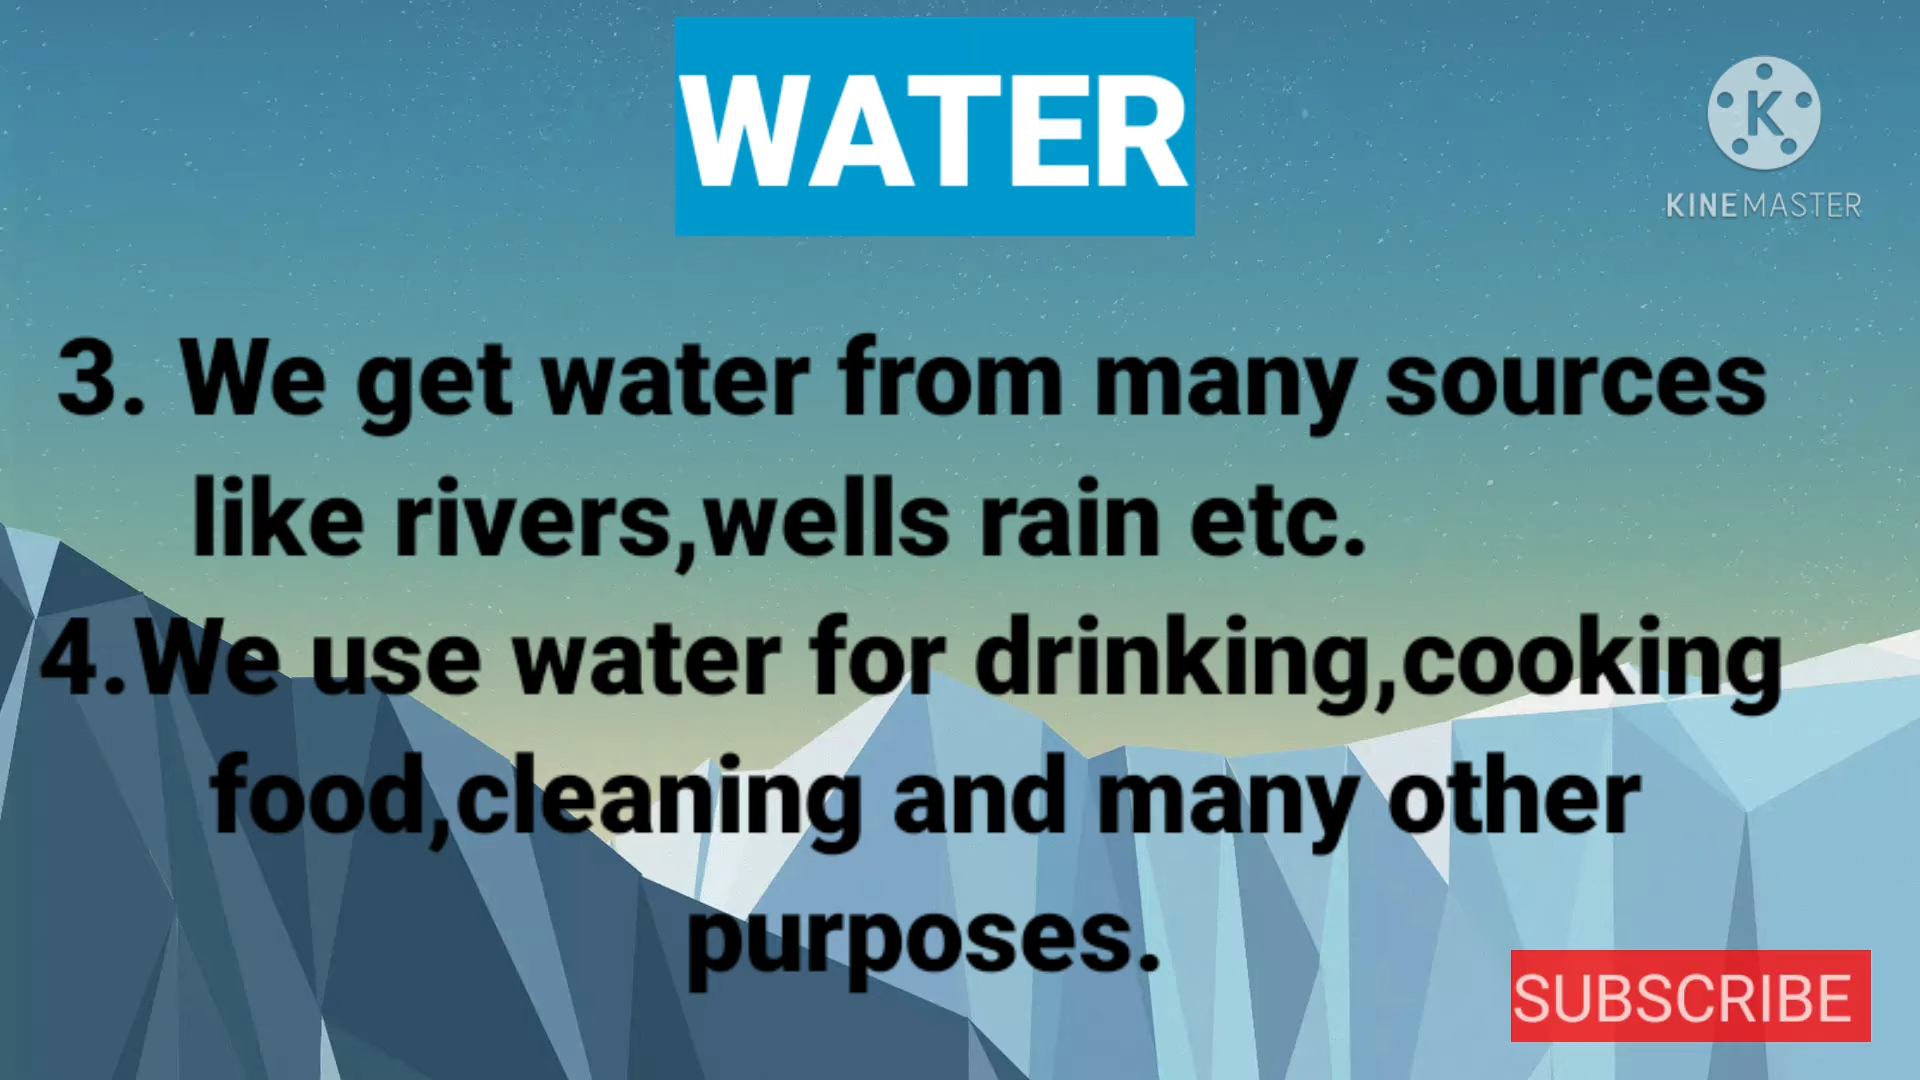 WATER
K
KINEMASTER
3. We get water from many sources
like rivers,wells rain etc.
4.We use water for drinking,cooking
food,cleaning and many other
purposes.
SUBSCRIBE